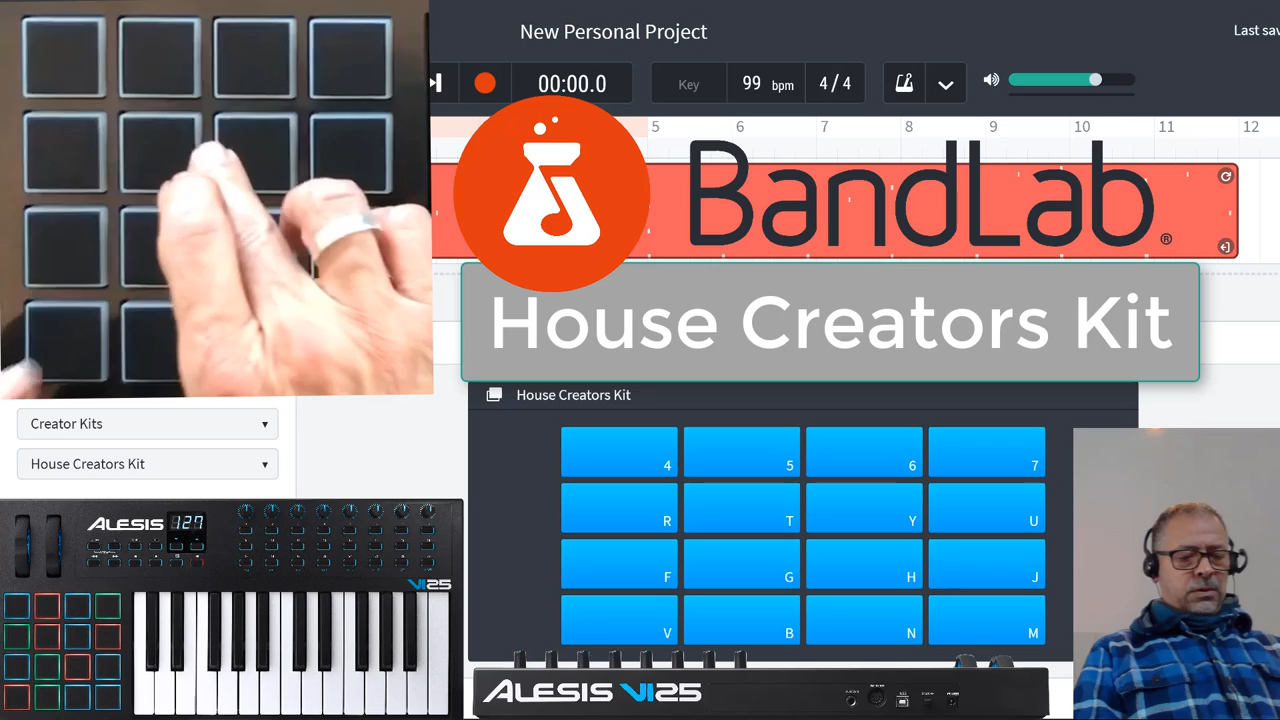 New Personal Project
Last sav
00:00.0
Key
99 bpm
4 / 4
5 6 7 8 9 10 11 12
BandLab®
House Creators Kit
House Creators Kit
Creator Kits
House Creators Kit
4 5 6 7
R T Y U
F G H J
V B N M
ALESIS
127
VI25
ALESIS VI25